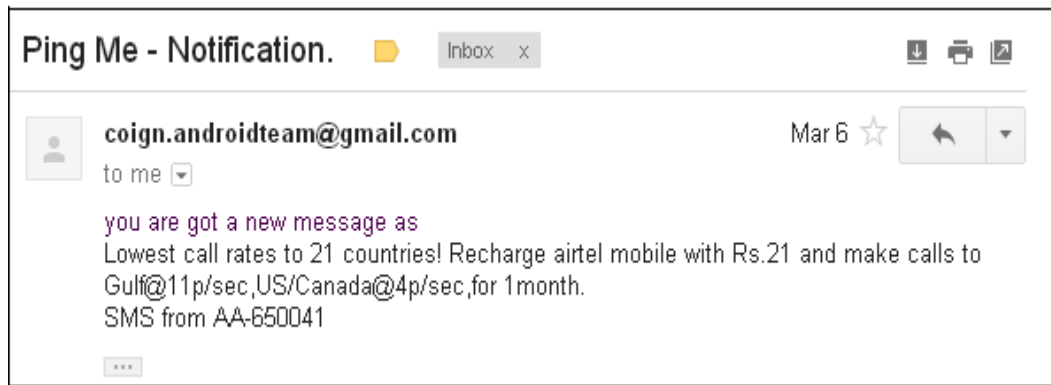 Ping Me - Notification.
Inbox x
coign.androidteam@gmail.com
Mar 6
to me
you are got a new message as
Lowest call rates to 21 countries! Recharge airtel mobile with Rs.21 and make calls to
Gulf@11p/sec,US/Canada@4p/sec,for 1month.
SMS from AA-650041